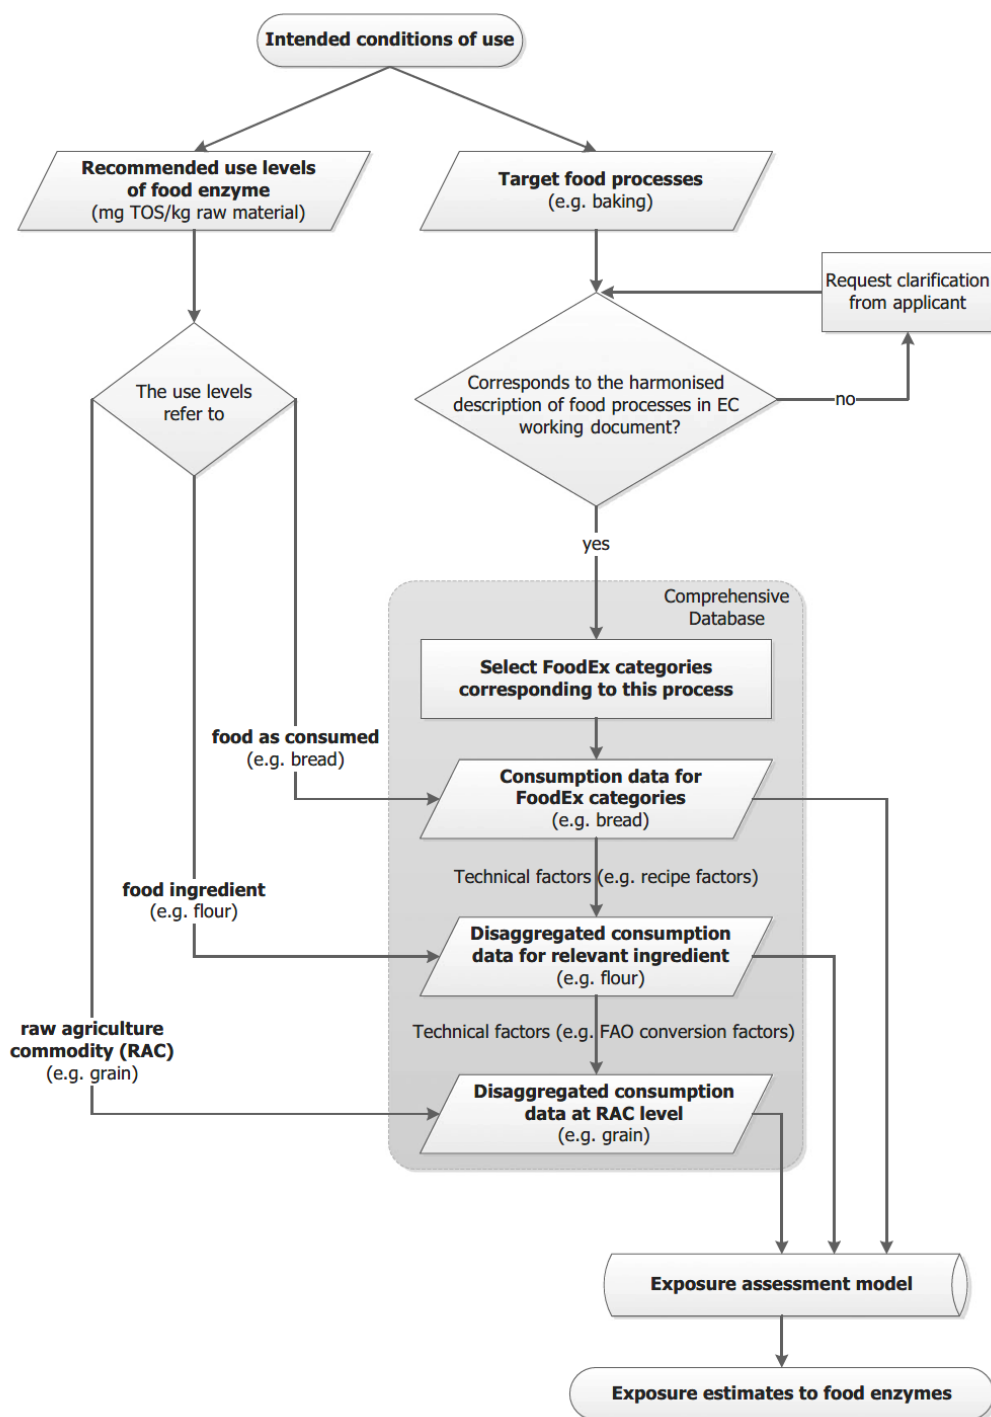 Intended conditions of use
Recommended use levels
of food enzyme
(mg TOS/kg raw material)
Target food processes
(e.g. baking)
Request clarification
from applicant
The use levels
refer to
Corresponds to the harmonised
description of food processes in EC
working document?
no
yes
Comprehensive
Database
Select FoodEx categories
corresponding to this process
food as consumed
(e.g. bread)
Consumption data for
FoodEx categories
(e.g. bread)
Technical factors (e.g. recipe factors)
food ingredient
(e.g. flour)
Disaggregated consumption
data for relevant ingredient
(e.g. flour)
Technical factors (e.g. FAO conversion factors)
raw agriculture
commodity (RAC)
(e.g. grain)
Disaggregated consumption
data at RAC level
(e.g. grain)
Exposure assessment model
Exposure estimates to food enzymes